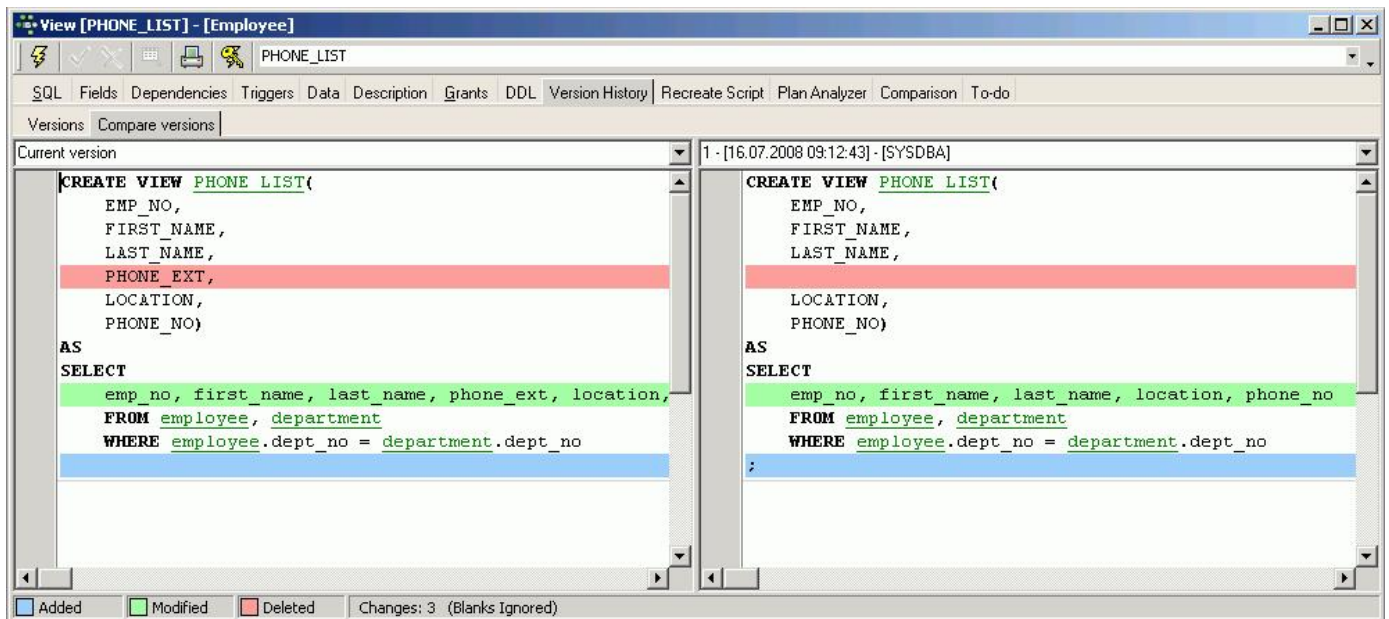 View [PHONE_LIST] - [Employee]
PHONE_LIST
SQL Fields Dependencies Triggers Data Description Grants DDL Version History Recreate Script Plan Analyzer Comparison To-do
Versions Compare versions
Current version
CREATE VIEW PHONE_LIST(
EMP_NO,
FIRST_NAME,
LAST_NAME,
PHONE_EXT,
LOCATION,
PHONE_NO)
AS
SELECT
emp_no, first_name, last_name, phone_ext, location,
FROM employee, department
WHERE employee.dept_no = department.dept_no
1 - [16.07.2008 09:12:43] - [SYSDBA]
CREATE VIEW PHONE_LIST(
EMP_NO,
FIRST_NAME,
LAST_NAME,
LOCATION,
PHONE_NO)
AS
SELECT
emp_no, first_name, last_name, location, phone_no
FROM employee, department
WHERE employee.dept_no = department.dept_no
;
Added Modified Deleted Changes: 3 (Blanks Ignored)